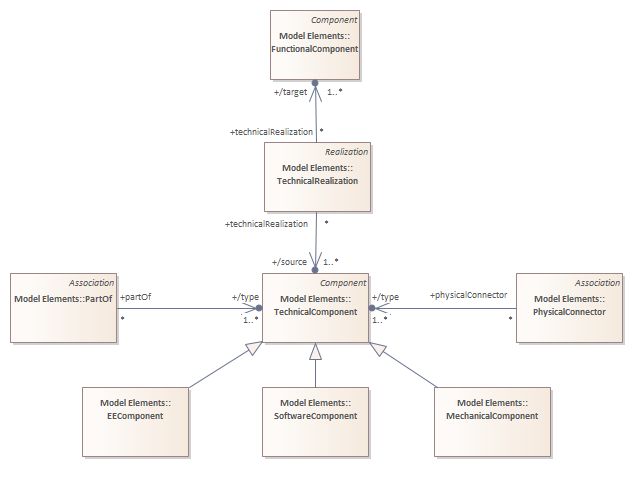 Component
Model Elements::
FunctionalComponent
+/target
1..*
+technicalRealization
*
Realization
Model Elements::
TechnicalRealization
+technicalRealization
*
+/source
1..*
Association
Model Elements::PartOf
+partOf
*
+/type
1..*
Component
Model Elements::
TechnicalComponent
+/type
1..*
+physicalConnector
*
Association
Model Elements::
PhysicalConnector
Model Elements::
EEComponent
Model Elements::
SoftwareComponent
Model Elements::
MechanicalComponent